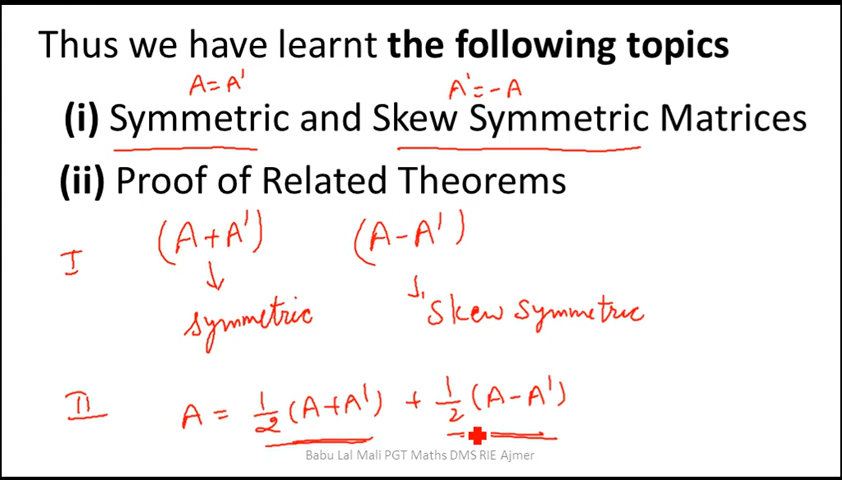 Thus we have learnt the following topics
A = A' A' = -A
(i) Symmetric and Skew Symmetric Matrices
(ii) Proof of Related Theorems
I (A+A') (A-A')
↓ ↓
symmetric Skew symmetric
II A = 1/2 (A+A') + 1/2 (A-A')
Babu Lal Mali PGT Maths DMS RIE Ajmer